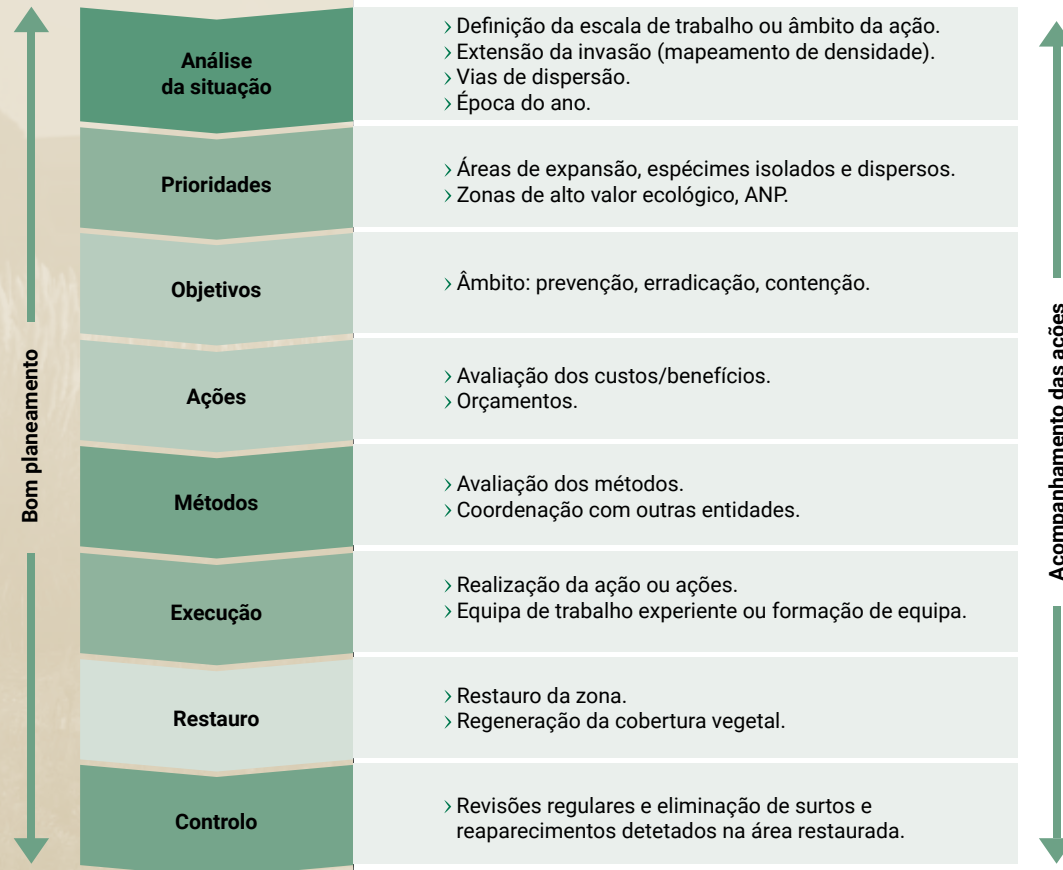 Bom planeamento
Análise
da situação
› Definição da escala de trabalho ou âmbito da ação.
› Extensão da invasão (mapeamento de densidade).
› Vias de dispersão.
› Época do ano.
Prioridades
› Áreas de expansão, espécimes isolados e dispersos.
› Zonas de alto valor ecológico, ANP.
Objetivos
› Âmbito: prevenção, erradicação, contenção.
Ações
› Avaliação dos custos/benefícios.
› Orçamentos.
Métodos
› Avaliação dos métodos.
› Coordenação com outras entidades.
Execução
› Realização da ação ou ações.
› Equipa de trabalho experiente ou formação de equipa.
Restauro
› Restauro da zona.
› Regeneração da cobertura vegetal.
Controlo
› Revisões regulares e eliminação de surtos e
reaparecimentos detetados na área restaurada.
Acompanhamento das ações